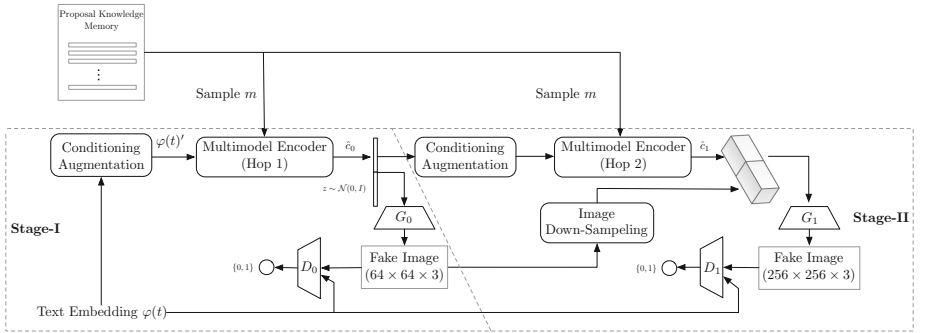 Proposal Knowledge
Memory
Sample m
Sample m
Conditioning
Augmentation
φ(t)′
Multimodel Encoder
(Hop 1)
ĉ₀
Conditioning
Augmentation
Multimodel Encoder
(Hop 2)
ĉ₁
z ∼ N(0, I)
G₀
Image
Down-Sampeling
G₁
Stage-I
Stage-II
{0,1}
D₀
Fake Image
(64 × 64 × 3)
{0,1}
D₁
Fake Image
(256 × 256 × 3)
Text Embedding φ(t)